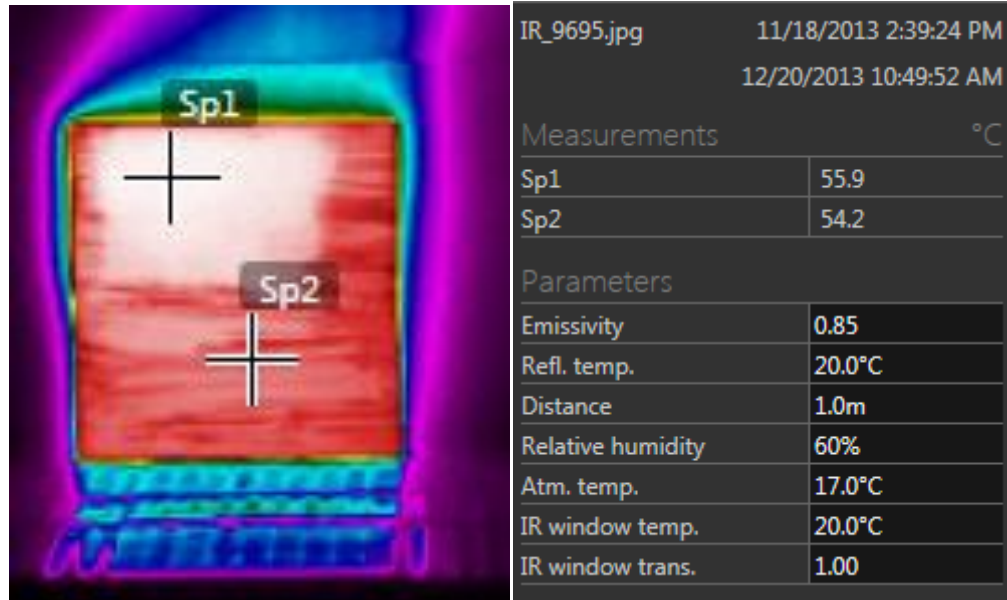 Sp1
Sp2
IR_9695.jpg 11/18/2013 2:39:24 PM
12/20/2013 10:49:52 AM
Measurements °C
Sp1 55.9
Sp2 54.2
Parameters
Emissivity 0.85
Refl. temp. 20.0°C
Distance 1.0m
Relative humidity 60%
Atm. temp. 17.0°C
IR window temp. 20.0°C
IR window trans. 1.00